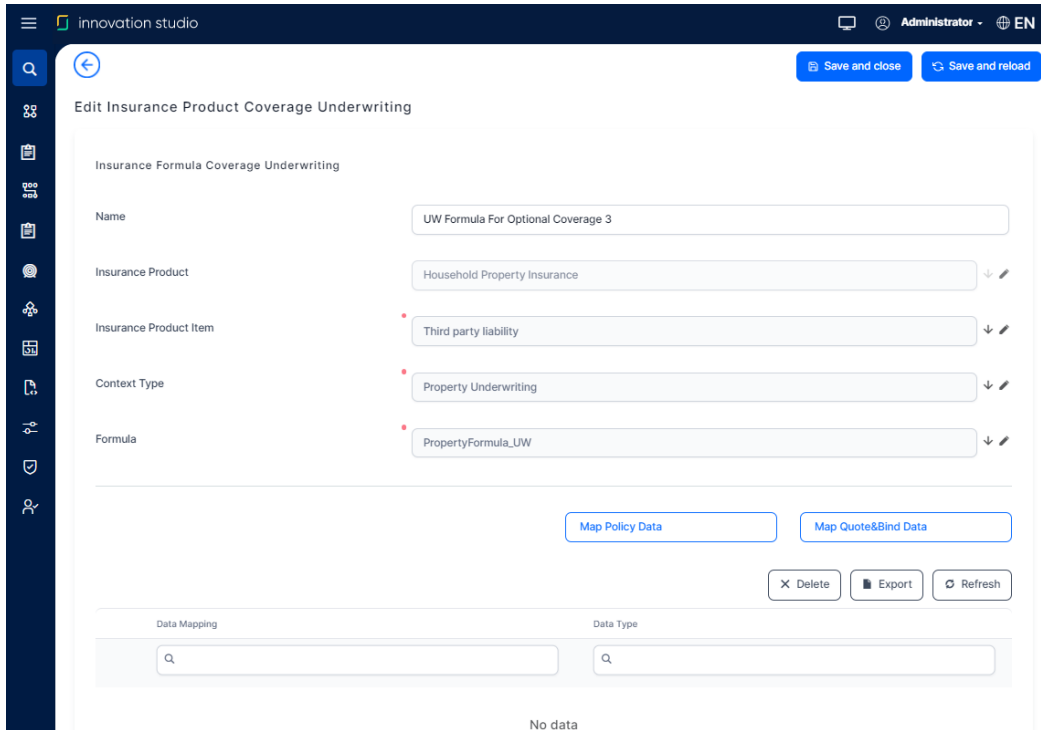 innovation studio
Administrator
EN
Save and close
Save and reload
Edit Insurance Product Coverage Underwriting
Insurance Formula Coverage Underwriting
Name
UW Formula For Optional Coverage 3
Insurance Product
Household Property Insurance
Insurance Product Item
Third party liability
Context Type
Property Underwriting
Formula
PropertyFormula_UW
Map Policy Data
Map Quote&Bind Data
Delete
Export
Refresh
Data Mapping
Data Type
No data